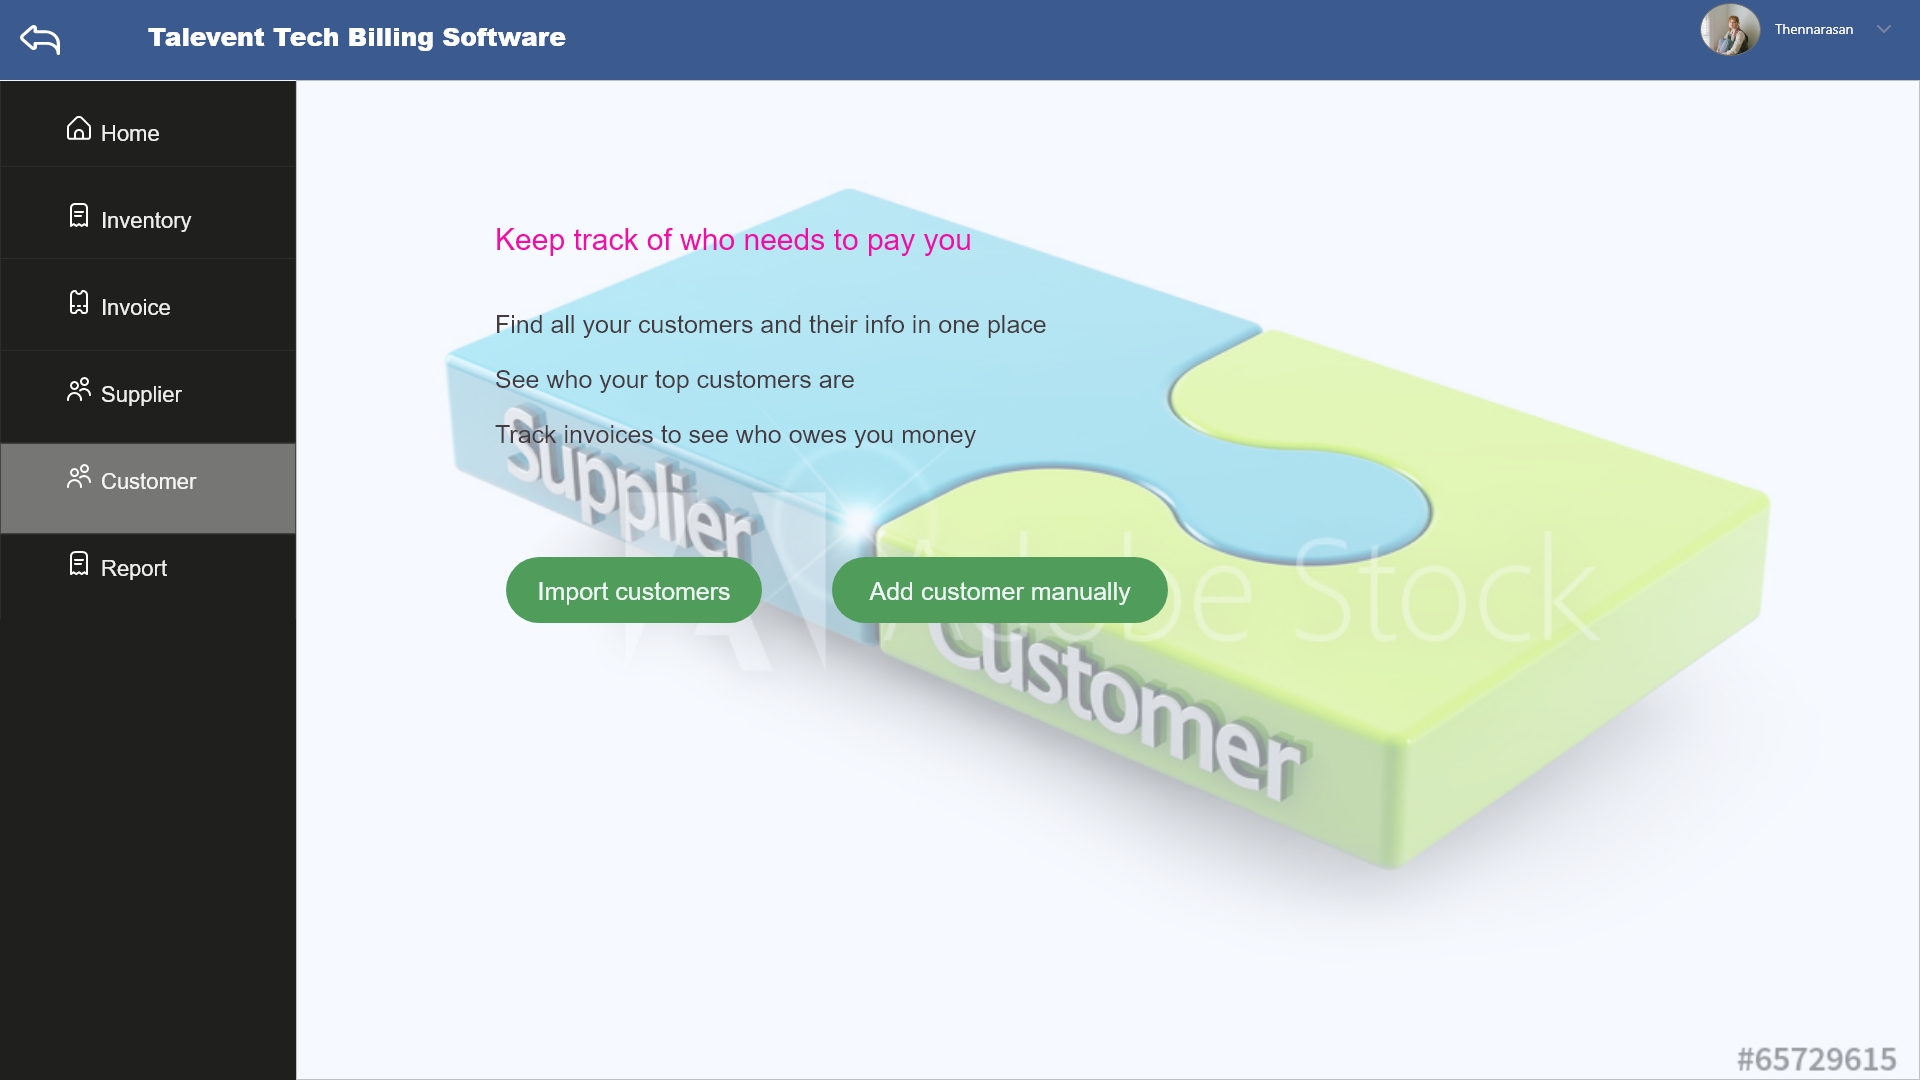 Talevent Tech Billing Software
Thennarasan
Home
Inventory
Invoice
Supplier
Customer
Report
Keep track of who needs to pay you
Find all your customers and their info in one place
See who your top customers are
Track invoices to see who owes you money
Supplier
Import customers
Add customer manually
Adobe Stock
Customer
#65729615